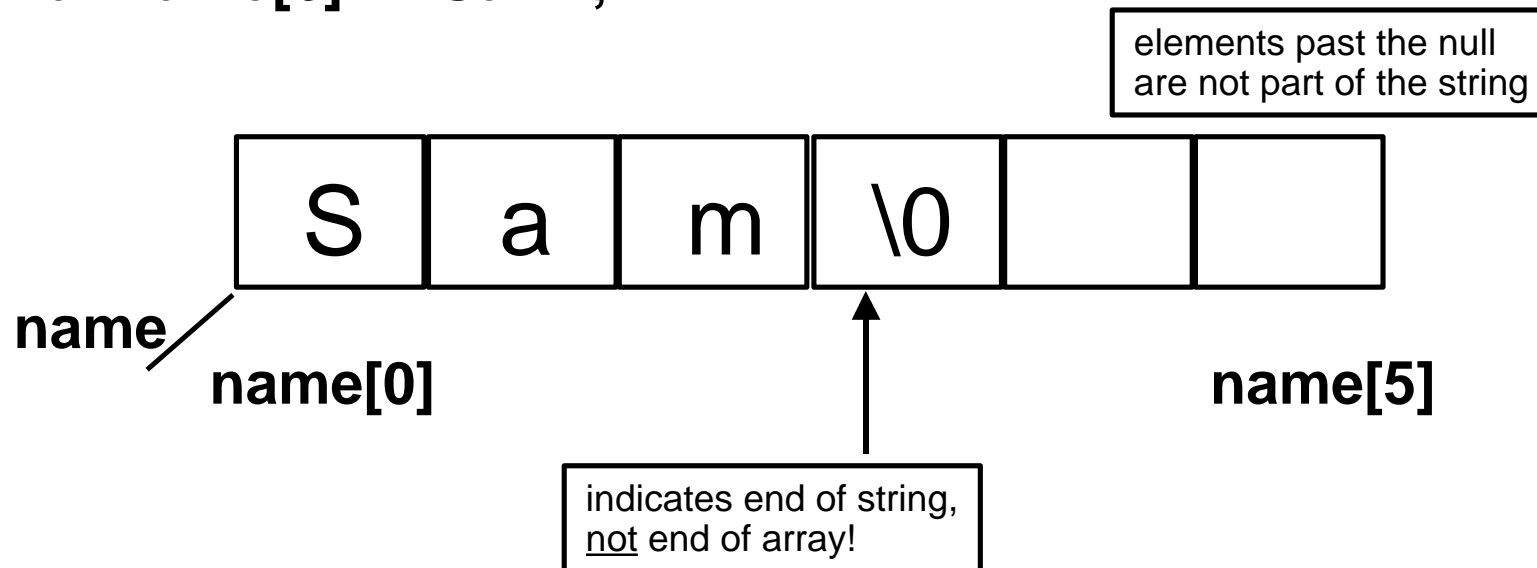 elements past the null
are not part of the string
S a m \0
name
name[0]
name[5]
indicates end of string,
not end of array!